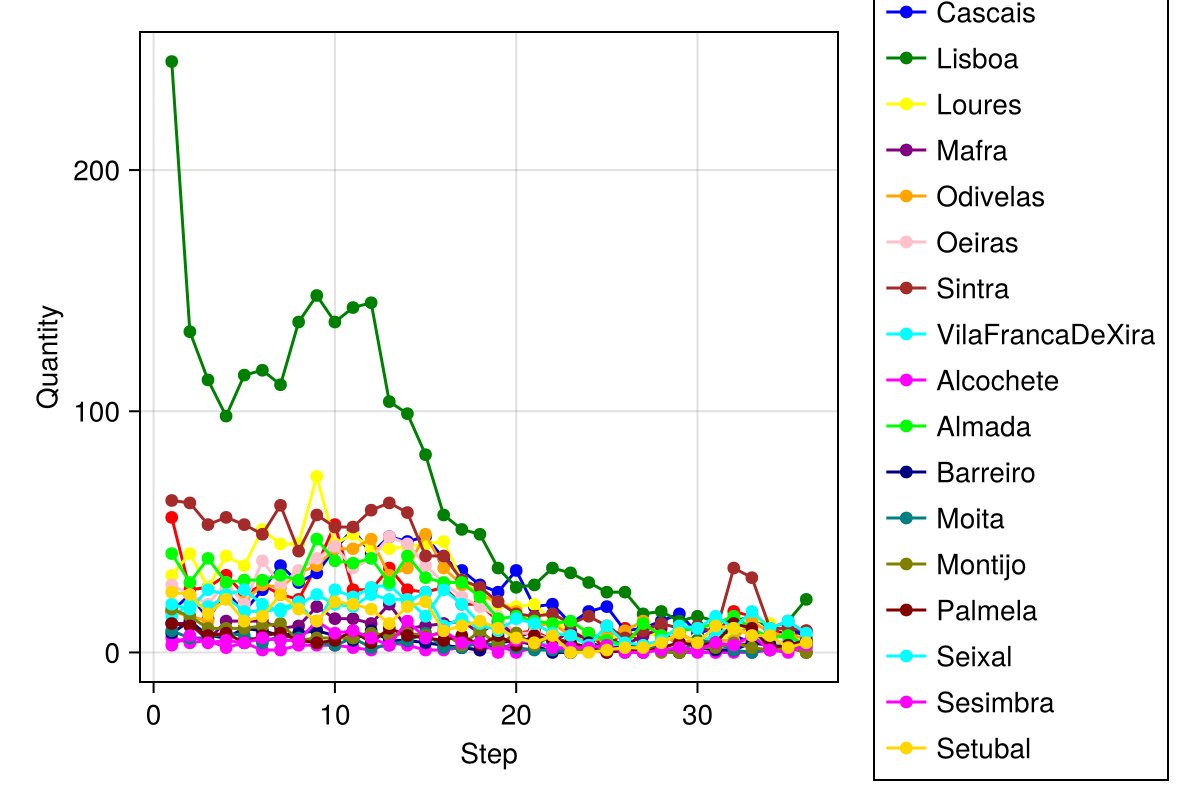 200
100
0
0
10
20
30
Quantity
Step
Cascais
Lisboa
Loures
Mafra
Odivelas
Oeiras
Sintra
VilaFrancaDeXira
Alcochete
Almada
Barreiro
Moita
Montijo
Palmela
Seixal
Sesimbra
Setubal